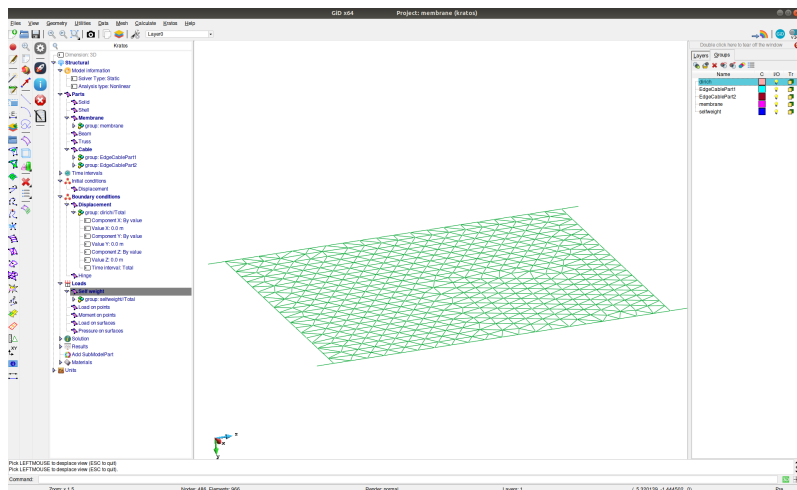 GiD x64 Project: membrane (kratos)
Files View Geometry Utilities Data Mesh Calculate Kratos Help
Layer0
Kratos
Dimension: 3D
Structural
Model information
Solver Type: Static
Analysis type: Nonlinear
Parts
Solid
Shell
Membrane
group: membrane
Beam
Truss
Cable
group: EdgeCablePart1
group: EdgeCablePart2
Time intervals
Initial conditions
Displacement
Boundary conditions
Displacement
group: dirich//Total
Component X: By value
Value X: 0.0 m
Component Y: By value
Value Y: 0.0 m
Component Z: By value
Value Z: 0.0 m
Time interval: Total
Hinge
Loads
Self weight
group: selfweight//Total
Load on points
Moment on points
Load on surfaces
Pressure on surfaces
Solution
Results
Add SubModelPart
Materials
Units
Double click here to tear off the window
Layers Groups
Name C I/O Tr
dirich
EdgeCablePart1
EdgeCablePart2
membrane
selfweight
z
x
y
Pick LEFTMOUSE to desplace view (ESC to quit)
Pick LEFTMOUSE to desplace view (ESC to quit).
Command:
Zoom: x 1.5 Nodes: 486, Elements: 966 Render: normal Layers: 1 Pre